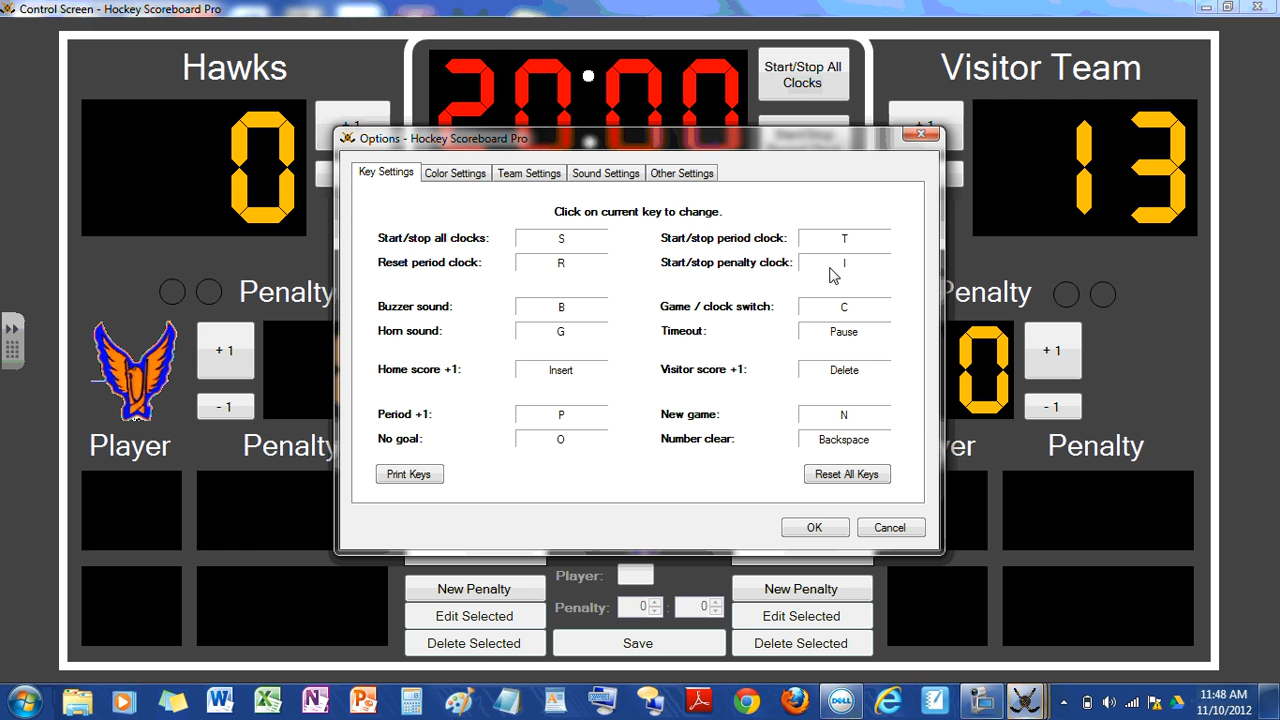 Control Screen - Hockey Scoreboard Pro
Hawks
20:00
Start/Stop All
Clocks
Visitor Team
0
+ 1
13
Options - Hockey Scoreboard Pro
Key Settings Color Settings Team Settings Sound Settings Other Settings
Click on current key to change.
Start/stop all clocks: S Start/stop period clock: T
Reset period clock: R Start/stop penalty clock: I
Buzzer sound: B Game / clock switch: C
Horn sound: G Timeout: Pause
Home score +1: Insert Visitor score +1: Delete
Period +1: P New game: N
No goal: O Number clear: Backspace
Print Keys Reset All Keys
OK Cancel
Penalty
+ 1
- 1
Player Penalty
Penalty
0
+ 1
- 1
Penalty
New Penalty Player: New Penalty
Edit Selected Penalty: 0 : 0 Edit Selected
Delete Selected Save Delete Selected
11:48 AM
11/10/2012